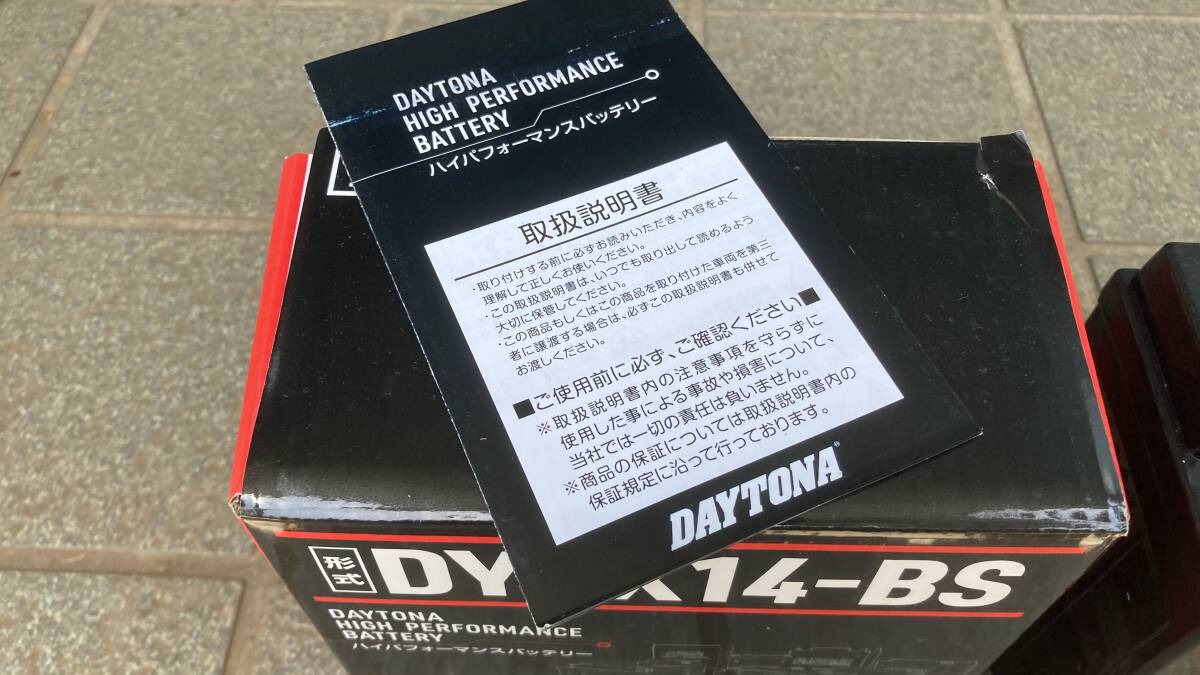 DAYTONA
HIGH PERFORMANCE
BATTERY
ハイパフォーマンスバッテリー
取扱説明書
・取り付けする前に必ずお読みいただき、内容をよく
理解して正しくお使いください。
・この取扱説明書は、いつでも取り出して読めるよう
大切に保管してください。
・この商品もしくはこの商品を取り付けた車両を第三
者に譲渡する場合は、必ずこの取扱説明書も併せて
お渡しください。
■ご使用前に必ず、ご確認ください■
※取扱説明書内の注意事項を守らずに
使用した事による事故や損害について、
当社では一切の責任は負いません。
※商品の保証については取扱説明書内の
保証規定に沿って行っております。
DAYTONA®
形式
DY X14-BS
DAYTONA
HIGH PERFORMANCE
BATTERY
ハイパフォーマンスバッテリー